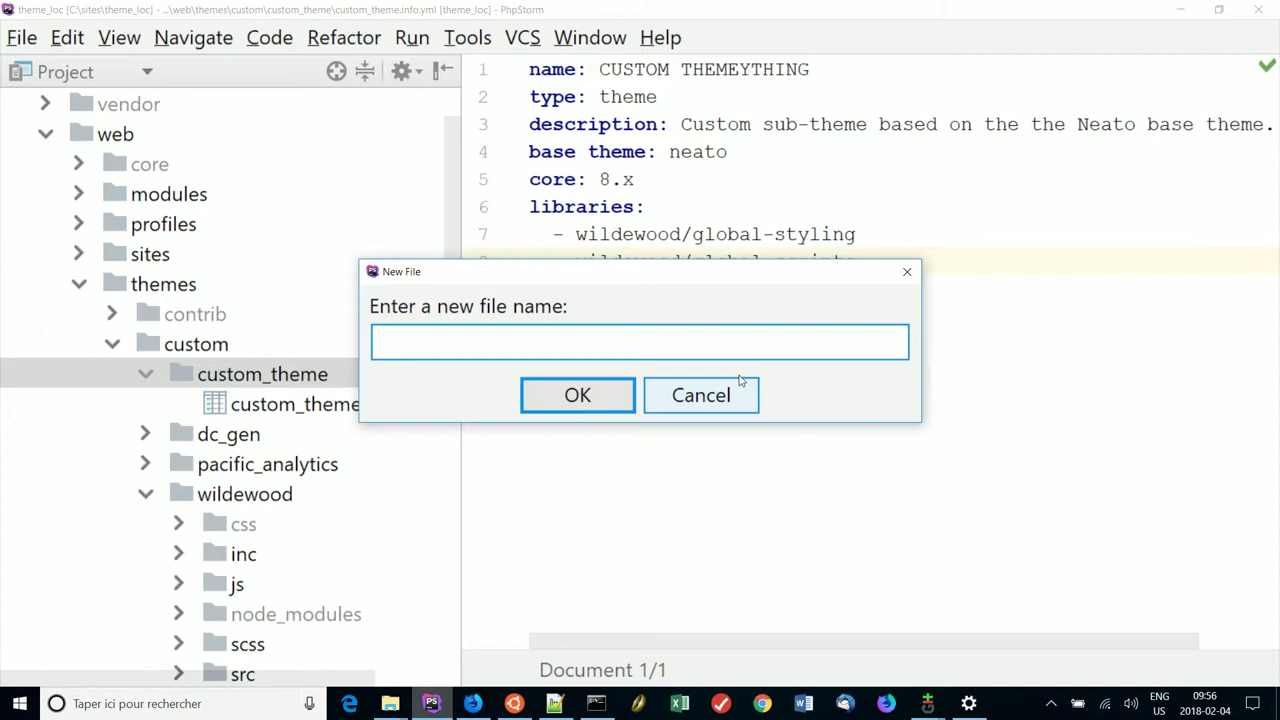 theme_loc [C:\sites\theme_loc] - ...\web\themes\custom\custom_theme\custom_theme.info.yml [theme_loc] - PhpStorm
File Edit View Navigate Code Refactor Run Tools VCS Window Help
Project
vendor
web
core
modules
profiles
sites
themes
contrib
custom
custom_theme
custom_theme
dc_gen
pacific_analytics
wildewood
css
inc
js
node_modules
scss
src
1 name: CUSTOM THEMEYTHING
2 type: theme
3 description: Custom sub-theme based on the the Neato base theme.
4 base theme: neato
5 core: 8.x
6 libraries:
7 - wildewood/global-styling
New File
Enter a new file name:
OK Cancel
Document 1/1
Taper ici pour rechercher
ENG
US
09:56
2018-02-04